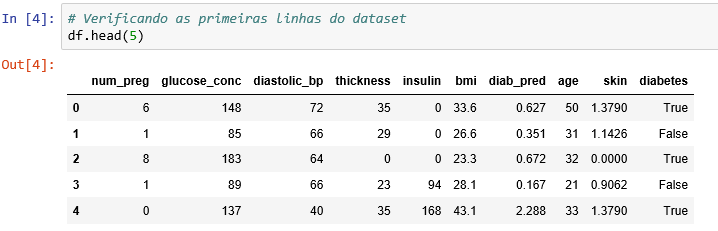 In [4]: # Verificando as primeiras linhas do dataset
df.head(5)
Out[4]:
num_preg glucose_conc diastolic_bp thickness insulin bmi diab_pred age skin diabetes
0 6 148 72 35 0 33.6 0.627 50 1.3790 True
1 1 85 66 29 0 26.6 0.351 31 1.1426 False
2 8 183 64 0 0 23.3 0.672 32 0.0000 True
3 1 89 66 23 94 28.1 0.167 21 0.9062 False
4 0 137 40 35 168 43.1 2.288 33 1.3790 True